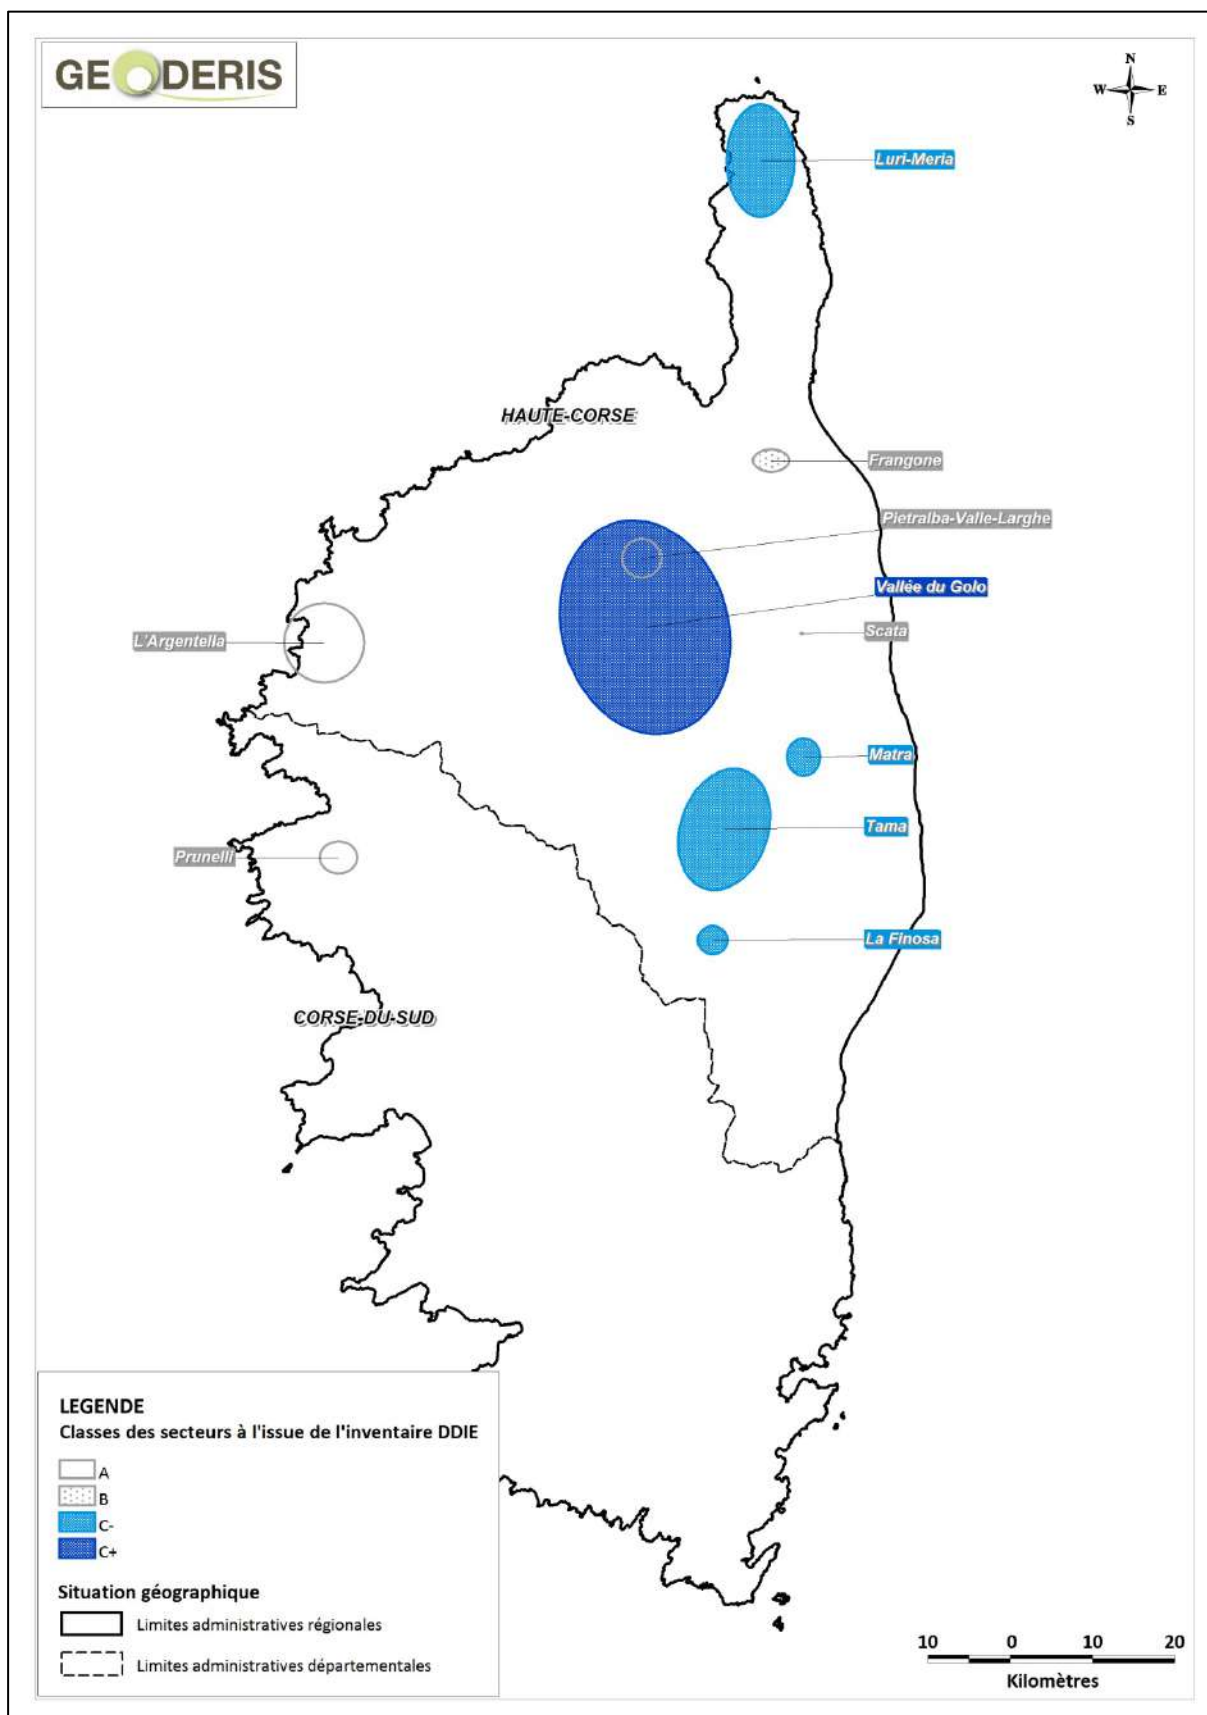 GEODERIS
N
W E
S
Luri-Meria
HAUTE-CORSE
Frangone
Pietralba-Valle-Larghe
Vallée du Golo
Scata
L'Argentella
Matra
Tama
Prunelli
La Finosa
CORSE-DU-SUD
LEGENDE
Classes des secteurs à l'issue de l'inventaire DDIE
A
B
C-
C+
Situation géographique
Limites administratives régionales
Limites administratives départementales
10 0 10 20
Kilomètres